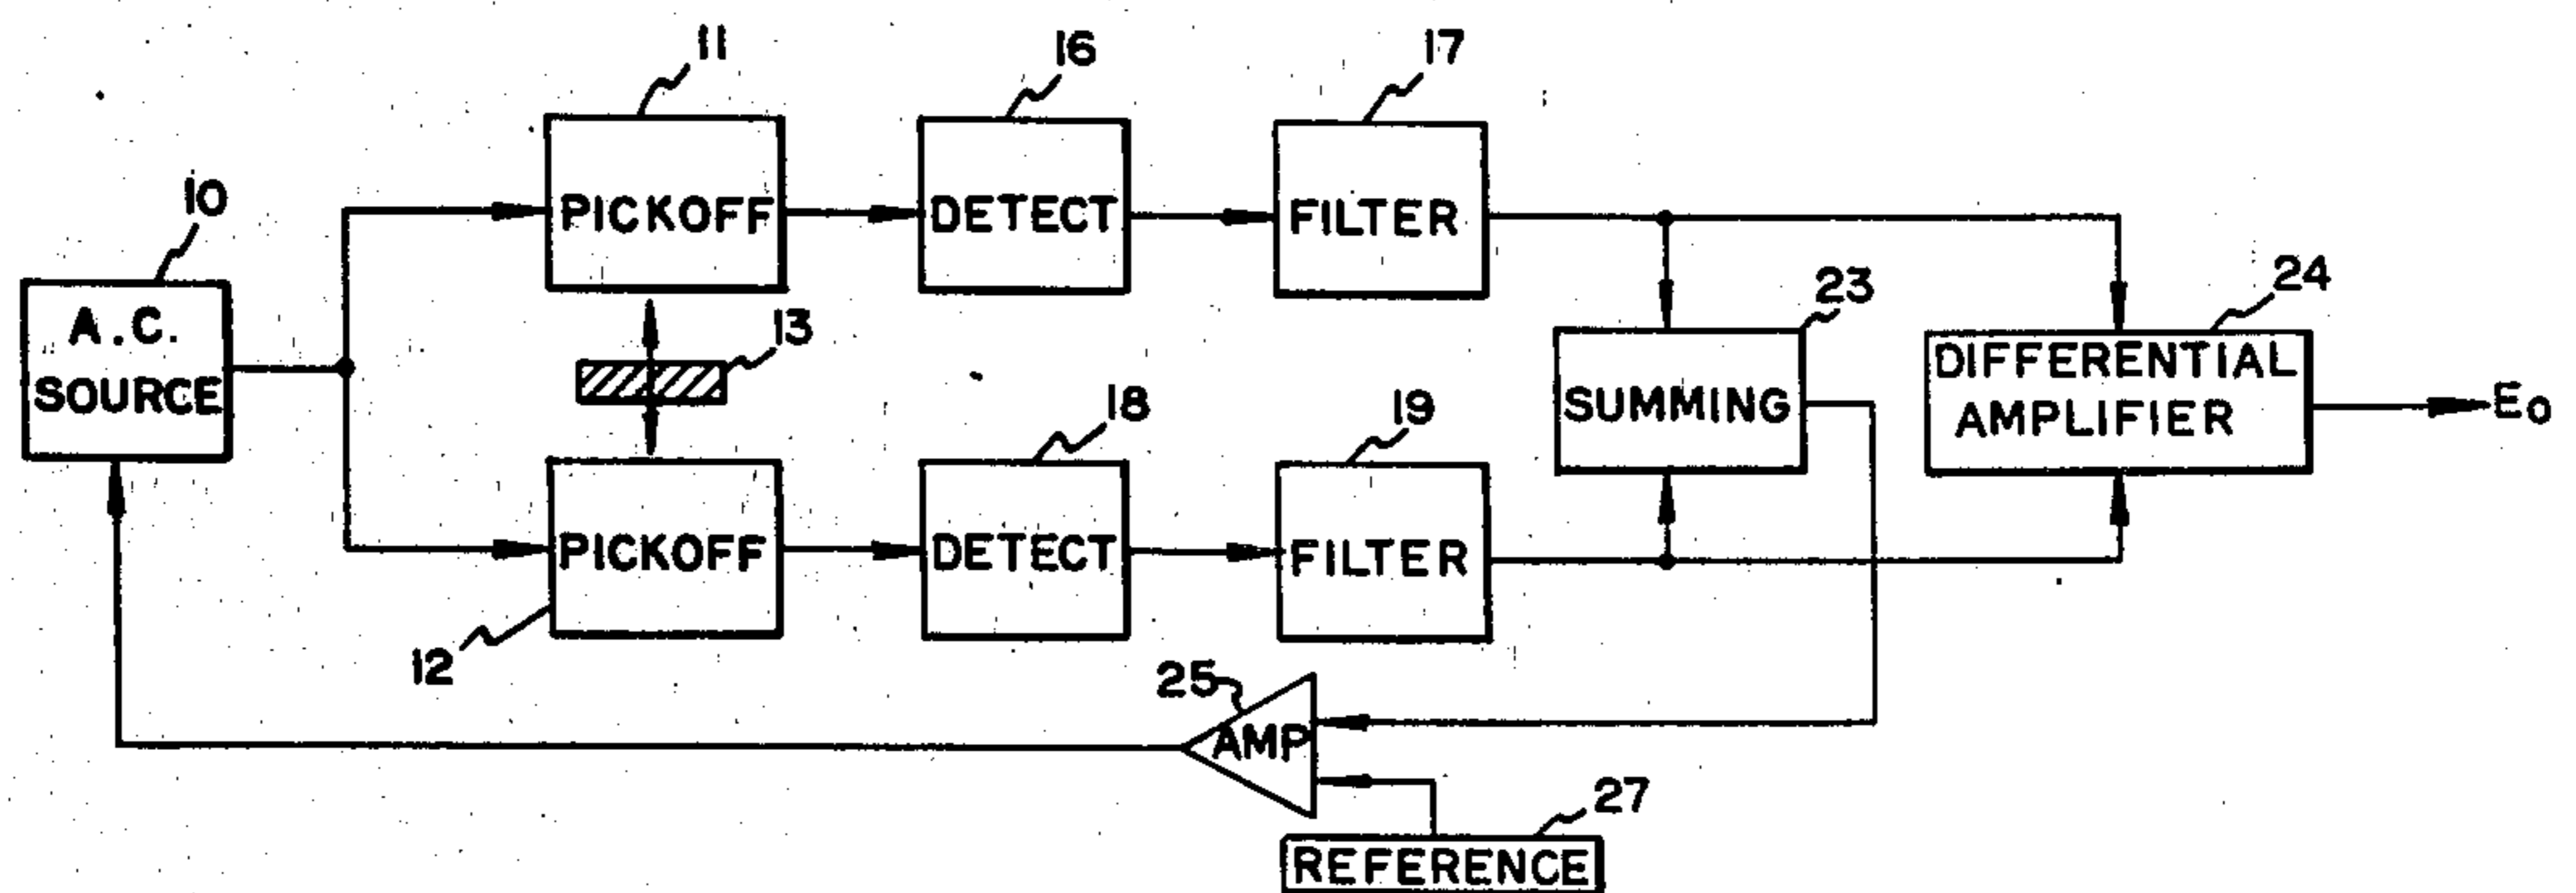 11
16
17
10
PICKOFF
DETECT
FILTER
A.C.
SOURCE
13
23
24
SUMMING
DIFFERENTIAL
AMPLIFIER
Eo
18
19
PICKOFF
DETECT
FILTER
12
25
AMP
27
REFERENCE